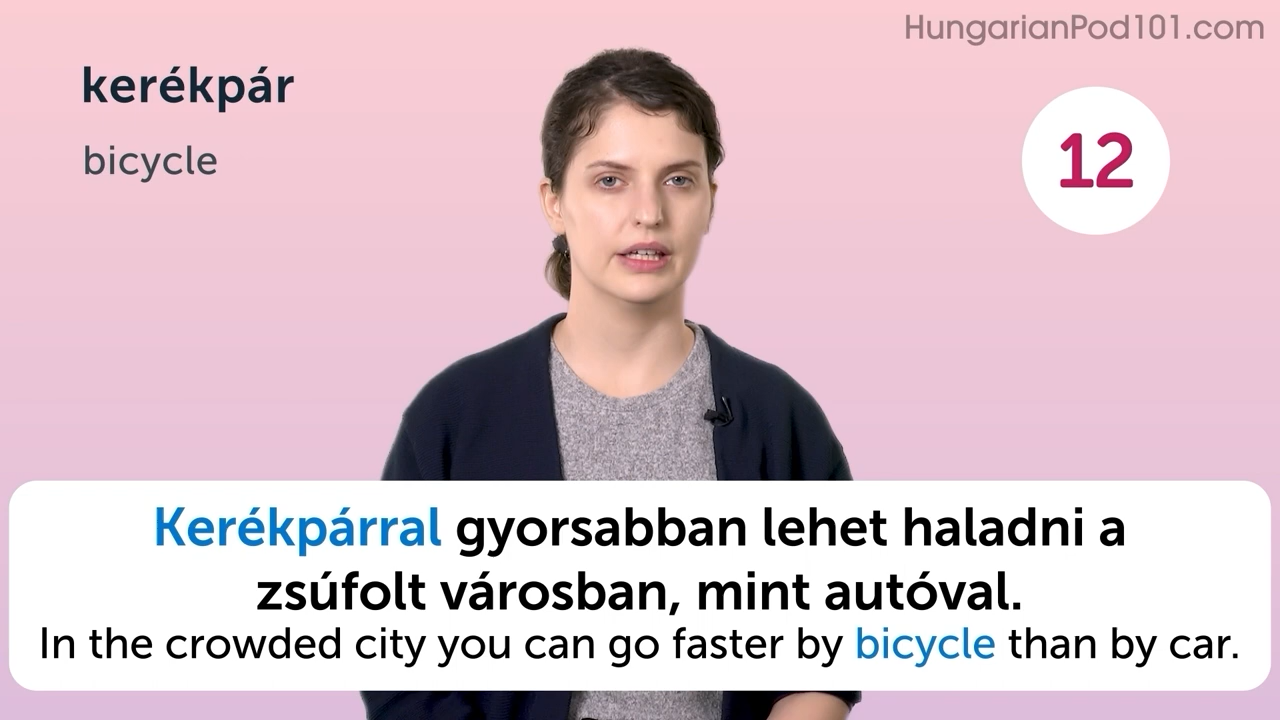 HungarianPod101.com
kerékpár
bicycle
12
Kerékpárral gyorsabban lehet haladni a
zsúfolt városban, mint autóval.
In the crowded city you can go faster by bicycle than by car.